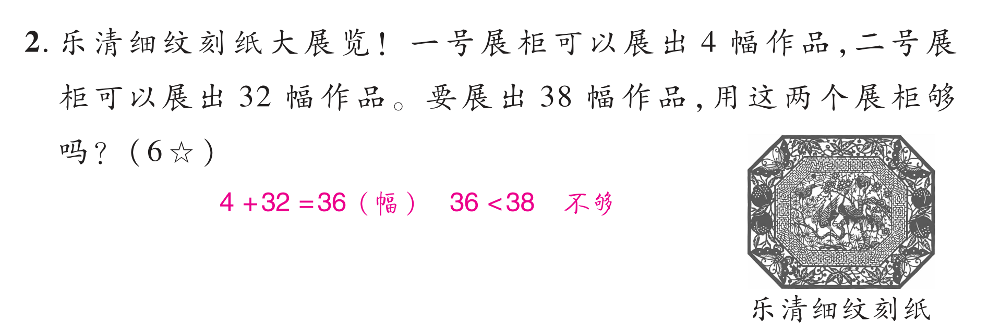 2. 乐清细纹刻纸大展览！一号展柜可以展出 4 幅作品,二号展
柜可以展出 32 幅作品。要展出 38 幅作品,用这两个展柜够
吗？(6☆)
4+32=36(幅) 36<38 不够
乐清细纹刻纸